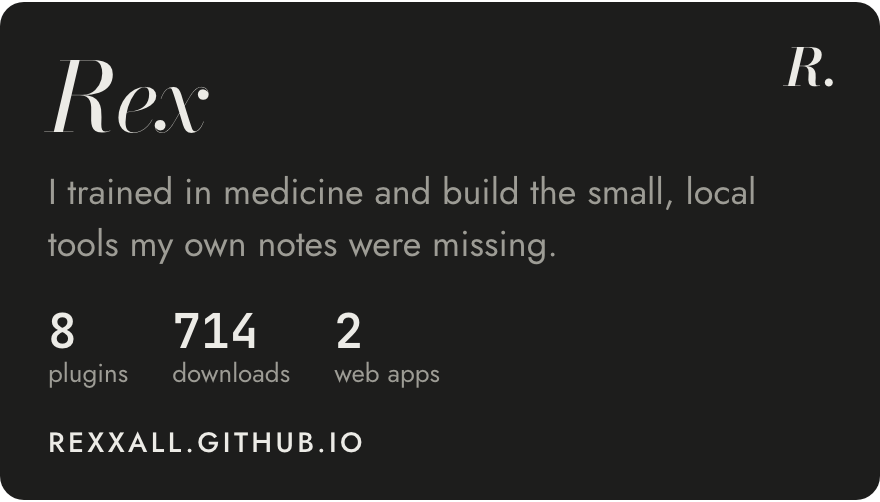 Rex
R.
I trained in medicine and build the small, local
tools my own notes were missing.
8 714 2
plugins downloads web apps
REXXALL.GITHUB.IO